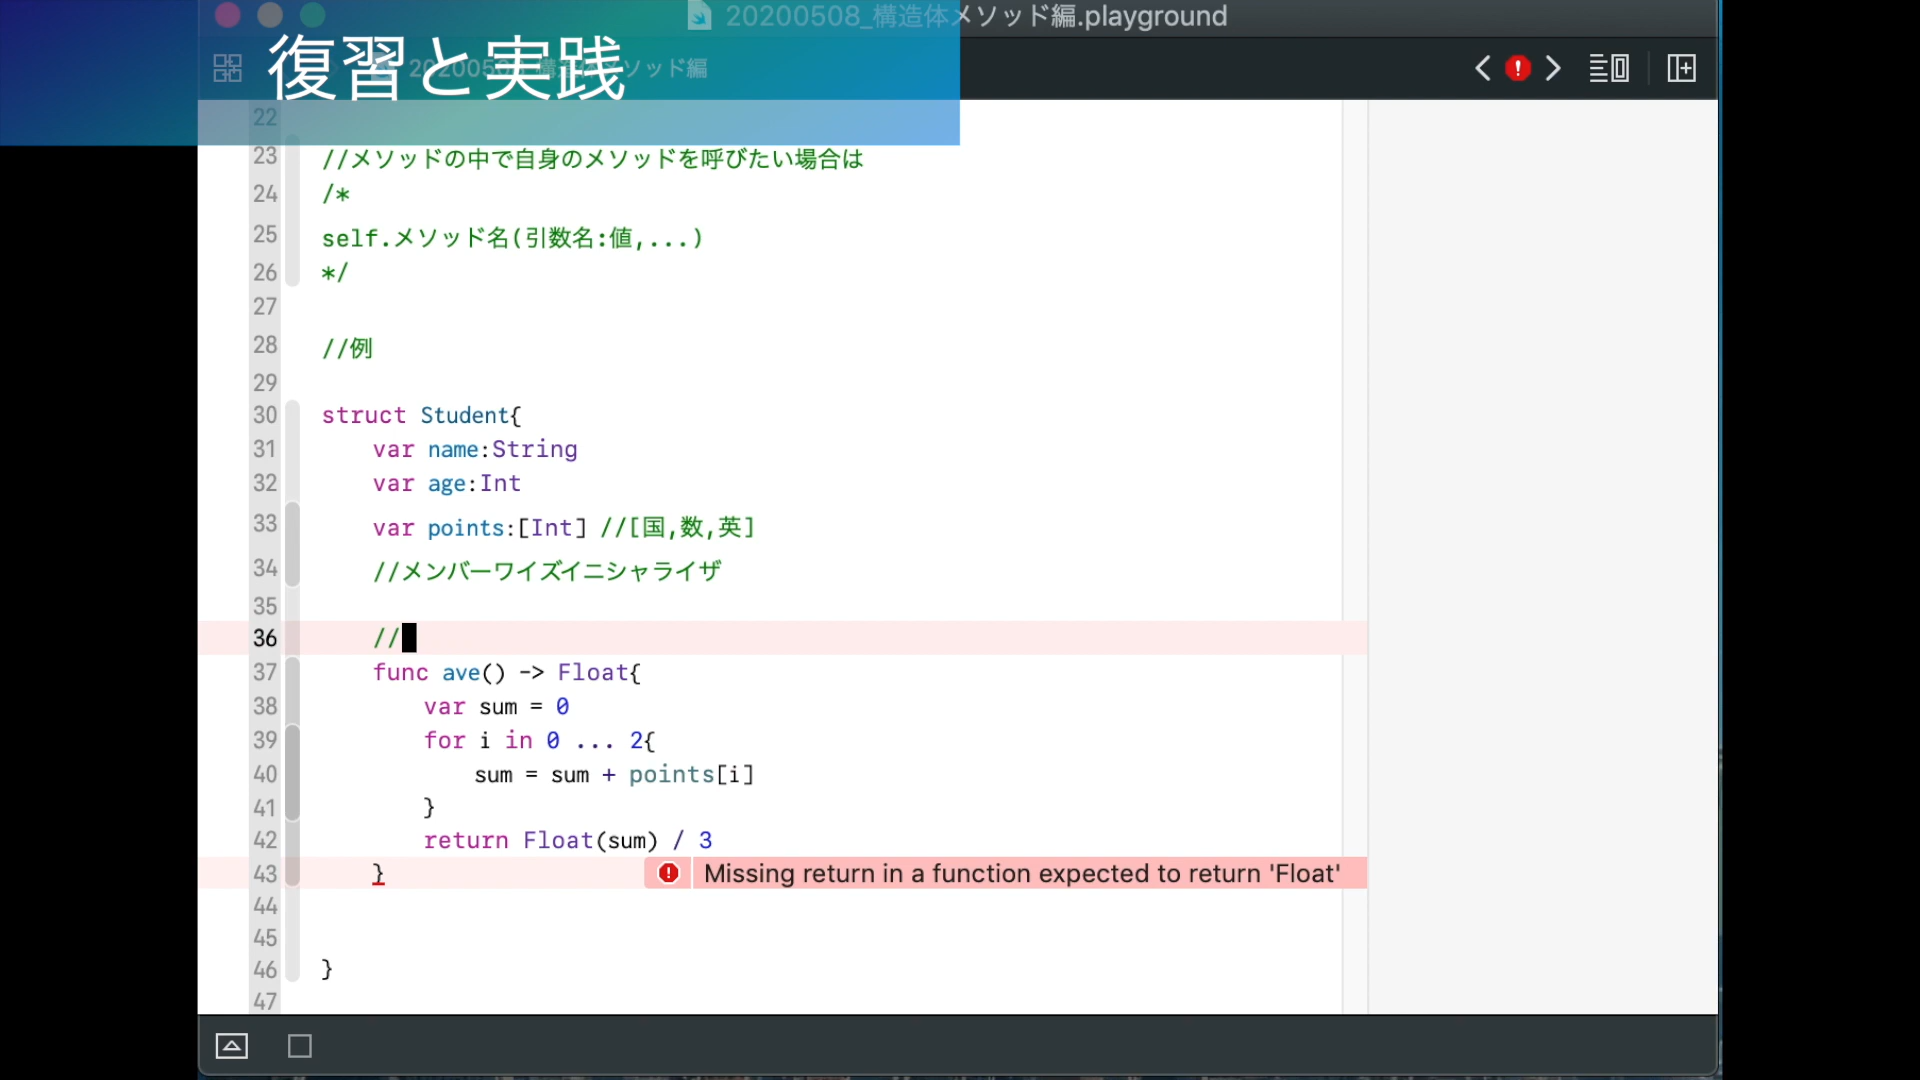 20200508_構造体メソッド編.playground
復習と実践
20200508_構造体メソッド編
22
23 //メソッドの中で自身のメソッドを呼びたい場合は
24 /*
25 self.メソッド名(引数名:値,...)
26 */
27
28 //例
29
30 struct Student{
31 var name:String
32 var age:Int
33 var points:[Int] //[国,数,英]
34 //メンバーワイズイニシャライザ
35
36 //
37 func ave() -> Float{
38 var sum = 0
39 for i in 0 ... 2{
40 sum = sum + points[i]
41 }
42 return Float(sum) / 3
43 } Missing return in a function expected to return 'Float'
44
45
46 }
47